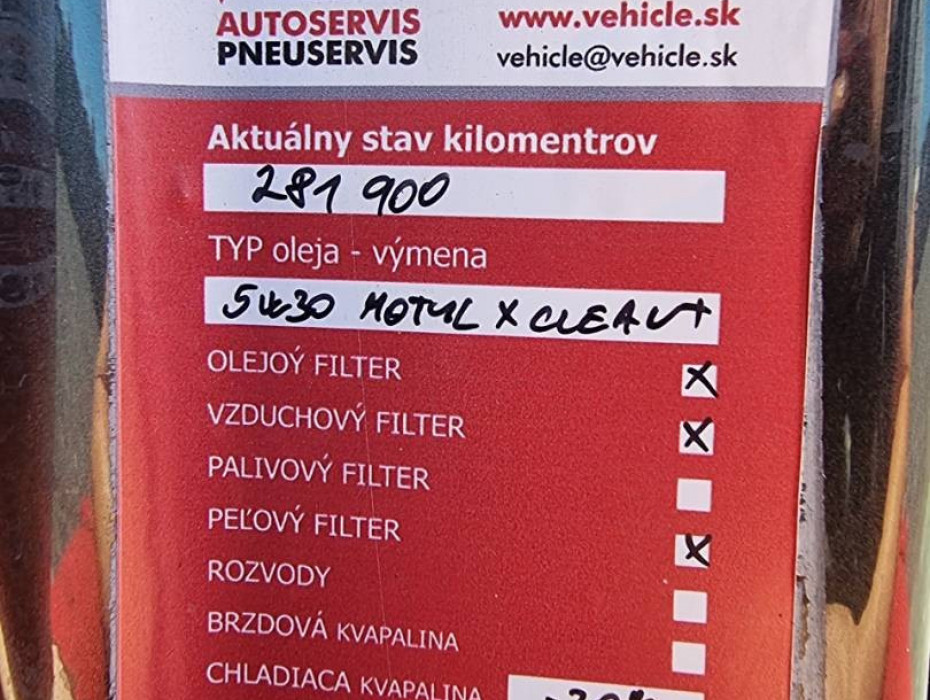 AUTOSERVIS www.vehicle.sk
PNEUSERVIS vehicle@vehicle.sk
Aktuálny stav kilomentrov
281 900
TYP oleja - výmena
5W30 MOTUL X CLEAN+
OLEJOÝ FILTER X
VZDUCHOVÝ FILTER X
PALIVOVÝ FILTER
PEĽOVÝ FILTER X
ROZVODY
BRZDOVÁ KVAPALINA
CHLADIACA KVAPALINA